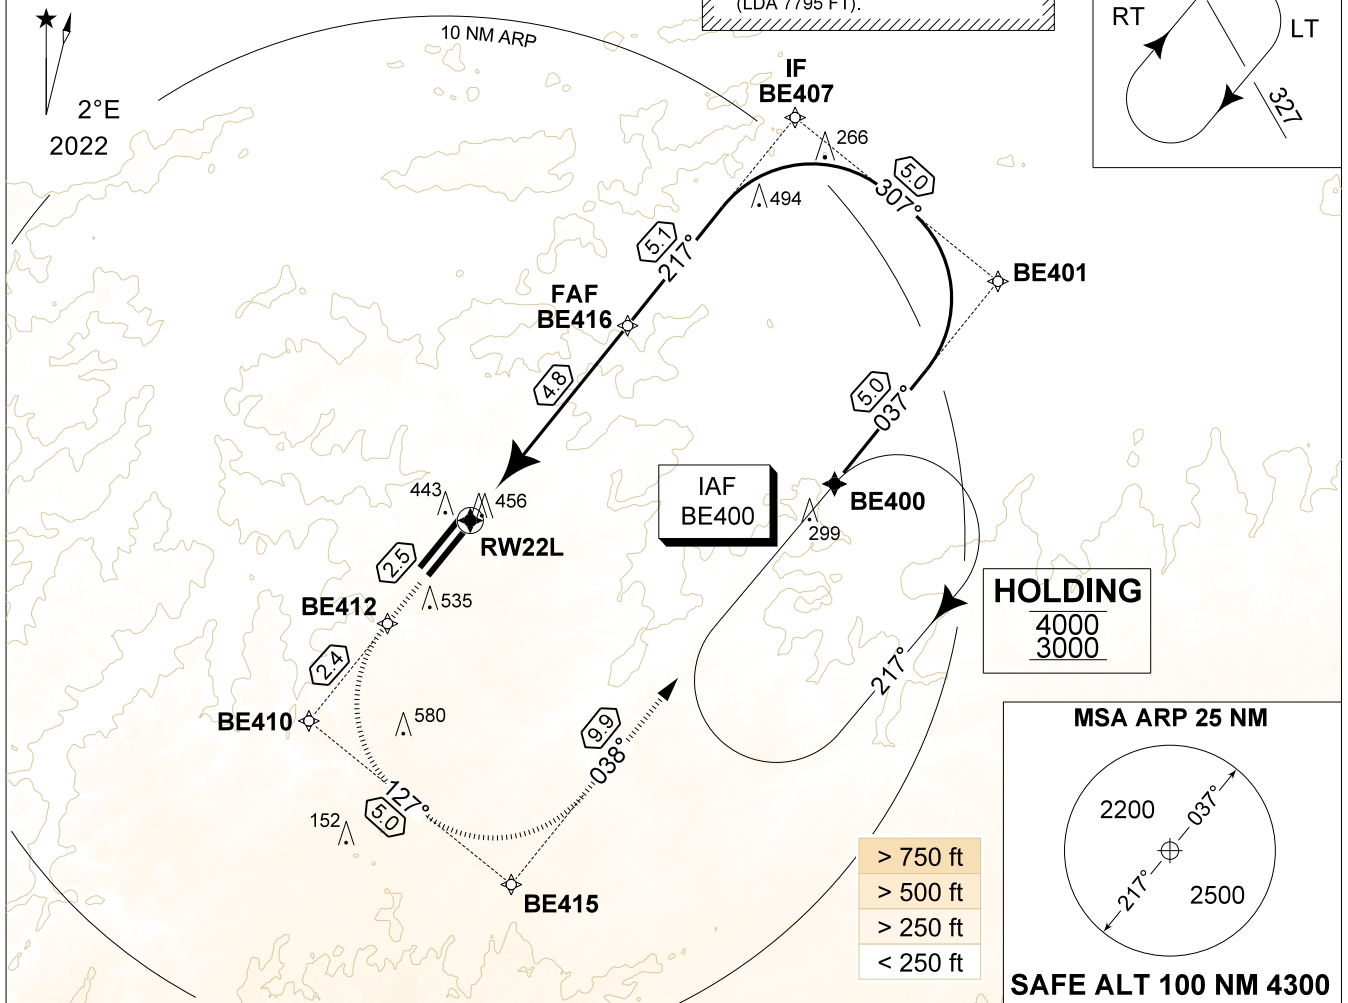 (LDA 7795 FT).
RT
LT
327
2°E
2022
10 NM ARP
IF
BE407
266
494
5.0
307°
5.1
217°
BE401
FAF
BE416
4.8
5.0
037°
IAF
BE400
BE400
299
443
456
RW22L
2.5
535
BE412
2.4
BE410
580
HOLDING
4000
3000
217°
9.9
038°
127°
5.0
152
BE415
> 750 ft
> 500 ft
> 250 ft
< 250 ft
MSA ARP 25 NM
2200
037°
217°
2500
SAFE ALT 100 NM 4300